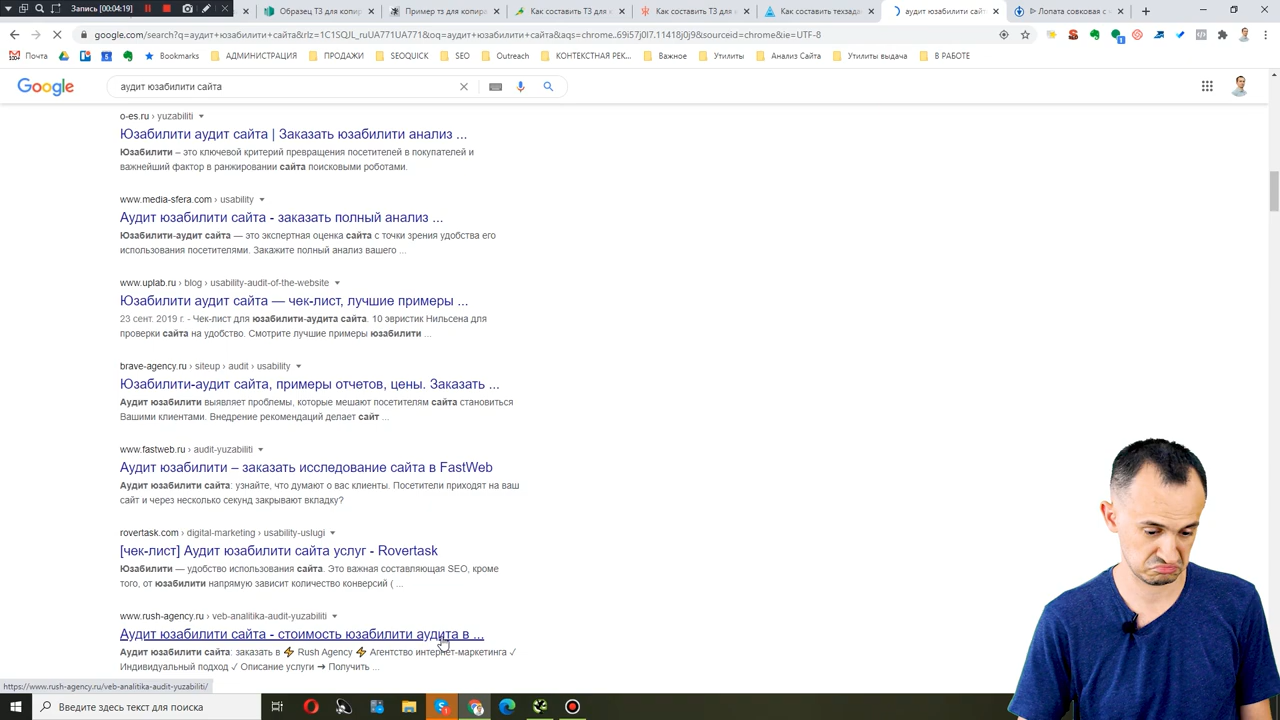 Запись [00:04:19]
Образец ТЗ для копир
Пример тз для копир
Как составить ТЗ для к
Как составить ТЗ для к
Как составить техзада
аудит юзабилити сайт
Лопата совковая с
google.com/search?q=аудит+юзабилити+сайта&rlz=1C1SQJL_ruUA771UA771&oq=аудит+юзабилити+сайта&aqs=chrome..69i57j0l7.11418j0j9&sourceid=chrome&ie=UTF-8
Почта
Bookmarks
АДМИНИСТРАЦИЯ
ПРОДАЖИ
SEOQUICK
SEO
Outreach
КОНТЕКСТНАЯ РЕК...
Важное
Утилиты
Анализ Сайта
Утилиты выдача
В РАБОТЕ
Google
аудит юзабилити сайта
o-es.ru › yuzabiliti
Юзабилити аудит сайта | Заказать юзабилити анализ ...
Юзабилити – это ключевой критерий превращения посетителей в покупателей и
важнейший фактор в ранжировании сайта поисковыми роботами.
www.media-sfera.com › usability
Аудит юзабилити сайта - заказать полный анализ ...
Юзабилити-аудит сайта — это экспертная оценка сайта с точки зрения удобства его
использования посетителями. Закажите полный анализ вашего ...
www.uplab.ru › blog › usability-audit-of-the-website
Юзабилити аудит сайта — чек-лист, лучшие примеры ...
23 сент. 2019 г. - Чек-лист для юзабилити-аудита сайта. 10 эвристик Нильсена для
проверки сайта на удобство. Смотрите лучшие примеры юзабилити ...
brave-agency.ru › siteup › audit › usability
Юзабилити-аудит сайта, примеры отчетов, цены. Заказать ...
Аудит юзабилити выявляет проблемы, которые мешают посетителям сайта становиться
Вашими клиентами. Внедрение рекомендаций делает сайт ...
www.fastweb.ru › audit-yuzabiliti
Аудит юзабилити – заказать исследование сайта в FastWeb
Аудит юзабилити сайта: узнайте, что думают о вас клиенты. Посетители приходят на ваш
сайт и через несколько секунд закрывают вкладку?
rovertask.com › digital-marketing › usability-uslugi
[чек-лист] Аудит юзабилити сайта услуг - Rovertask
Юзабилити — удобство использования сайта. Это важная составляющая SEO, кроме
того, от юзабилити напрямую зависит количество конверсий ( ...
www.rush-agency.ru › veb-analitika-audit-yuzabiliti
Аудит юзабилити сайта - стоимость юзабилити аудита в ...
Аудит юзабилити сайта: заказать в ⚡ Rush Agency ⚡ Агентство интернет-маркетинга ✓
Индивидуальный подход ✓ Описание услуги ➔ Получить ...
https://www.rush-agency.ru/veb-analitika-audit-yuzabiliti/
Введите здесь текст для поиска